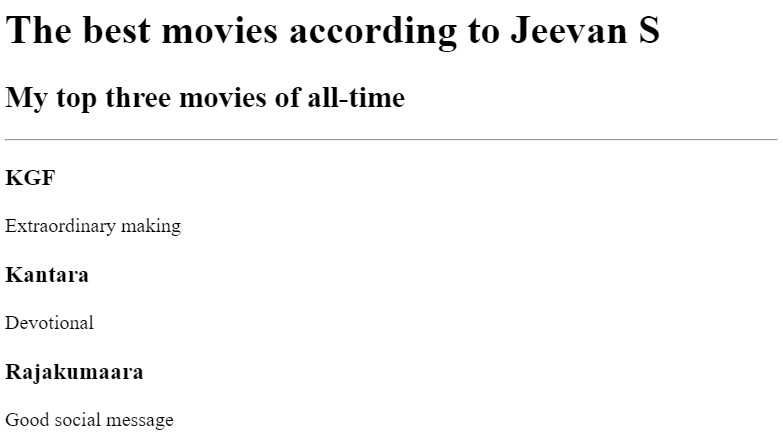 The best movies according to Jeevan S
My top three movies of all-time
KGF
Extraordinary making
Kantara
Devotional
Rajakumaara
Good social message